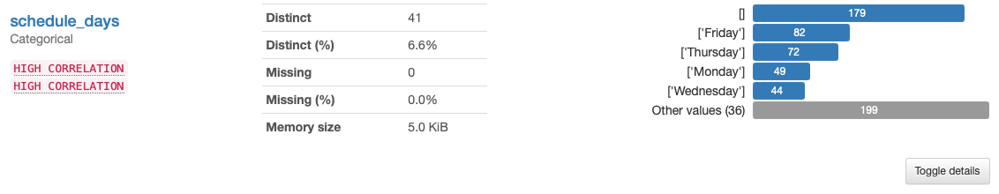 schedule_days
Categorical
HIGH CORRELATION
HIGH CORRELATION
Distinct 41
Distinct (%) 6.6%
Missing 0
Missing (%) 0.0%
Memory size 5.0 KiB
[] 179
['Friday'] 82
['Thursday'] 72
['Monday'] 49
['Wednesday'] 44
Other values (36) 199
Toggle details